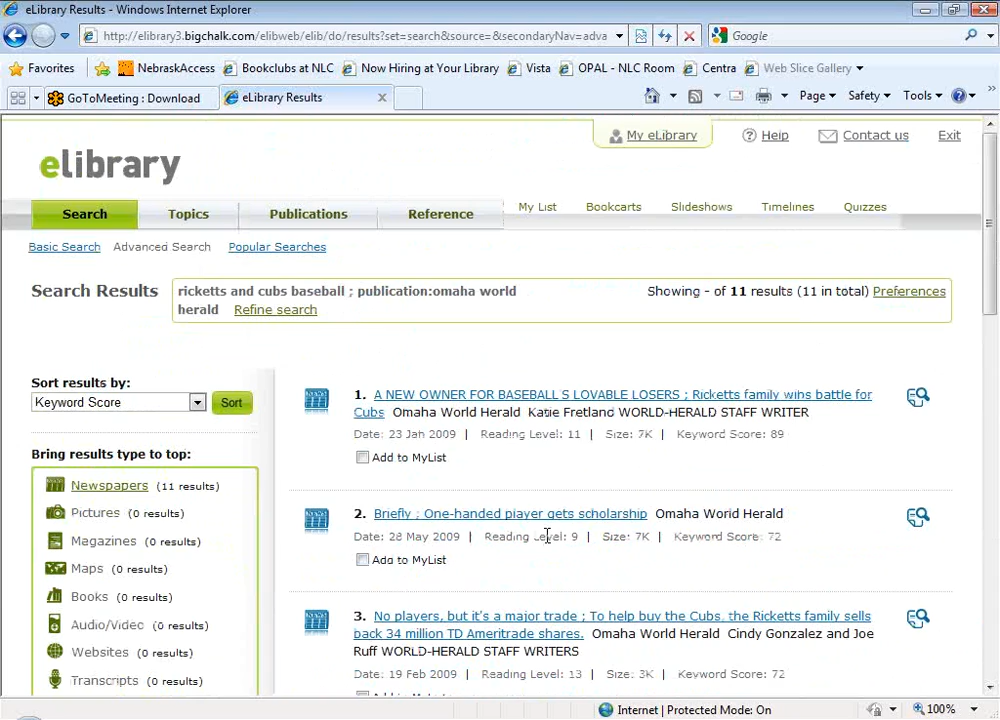 eLibrary Results - Windows Internet Explorer
http://elibrary3.bigchalk.com/elibweb/elib/do/results?set=search&source=&secondaryNav=adva
Google
Favorites
NebraskAccess
Bookclubs at NLC
Now Hiring at Your Library
Vista
OPAL - NLC Room
Centra
Web Slice Gallery
GoToMeeting : Download
eLibrary Results
Page
Safety
Tools
My eLibrary
Help
Contact us
Exit
elibrary
Search
Topics
Publications
Reference
My List
Bookcarts
Slideshows
Timelines
Quizzes
Basic Search
Advanced Search
Popular Searches
Search Results
ricketts and cubs baseball ; publication:omaha world
herald Refine search
Showing - of 11 results (11 in total) Preferences
Sort results by:
Keyword Score
Sort
Bring results type to top:
Newspapers (11 results)
Pictures (0 results)
Magazines (0 results)
Maps (0 results)
Books (0 results)
Audio/Video (0 results)
Websites (0 results)
Transcripts (0 results)
1. A NEW OWNER FOR BASEBALL S LOVABLE LOSERS ; Ricketts family wins battle for
Cubs Omaha World Herald Katie Fretland WORLD-HERALD STAFF WRITER
Date: 23 Jan 2009 | Reading Level: 11 | Size: 7K | Keyword Score: 89
Add to MyList
2. Briefly ; One-handed player gets scholarship Omaha World Herald
Date: 28 May 2009 | Reading Level: 9 | Size: 7K | Keyword Score: 72
Add to MyList
3. No players, but it's a major trade ; To help buy the Cubs, the Ricketts family sells
back 34 million TD Ameritrade shares. Omaha World Herald Cindy Gonzalez and Joe
Ruff WORLD-HERALD STAFF WRITERS
Date: 19 Feb 2009 | Reading Level: 13 | Size: 3K | Keyword Score: 72
Internet | Protected Mode: On
100%